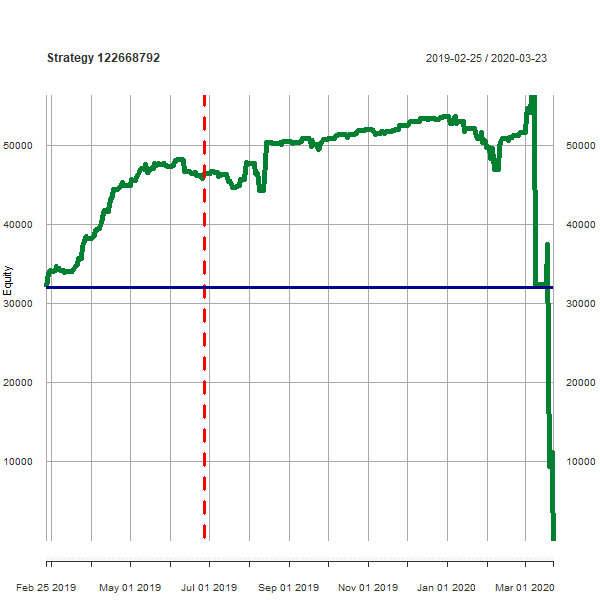 Strategy 122668792
2019-02-25 / 2020-03-23
50000
50000
40000
40000
Equity
30000
30000
20000
20000
10000
10000
Feb 25 2019
May 01 2019
Jul 01 2019
Sep 01 2019
Nov 01 2019
Jan 01 2020
Mar 01 2020